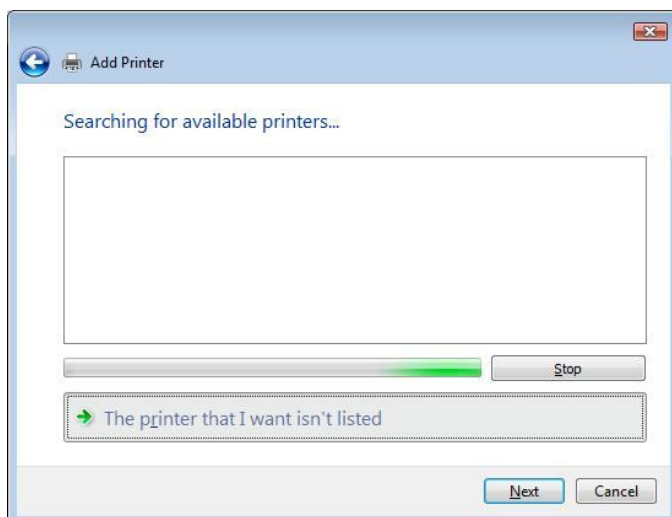 Add Printer
Searching for available printers...
Stop
The printer that I want isn't listed
Next Cancel